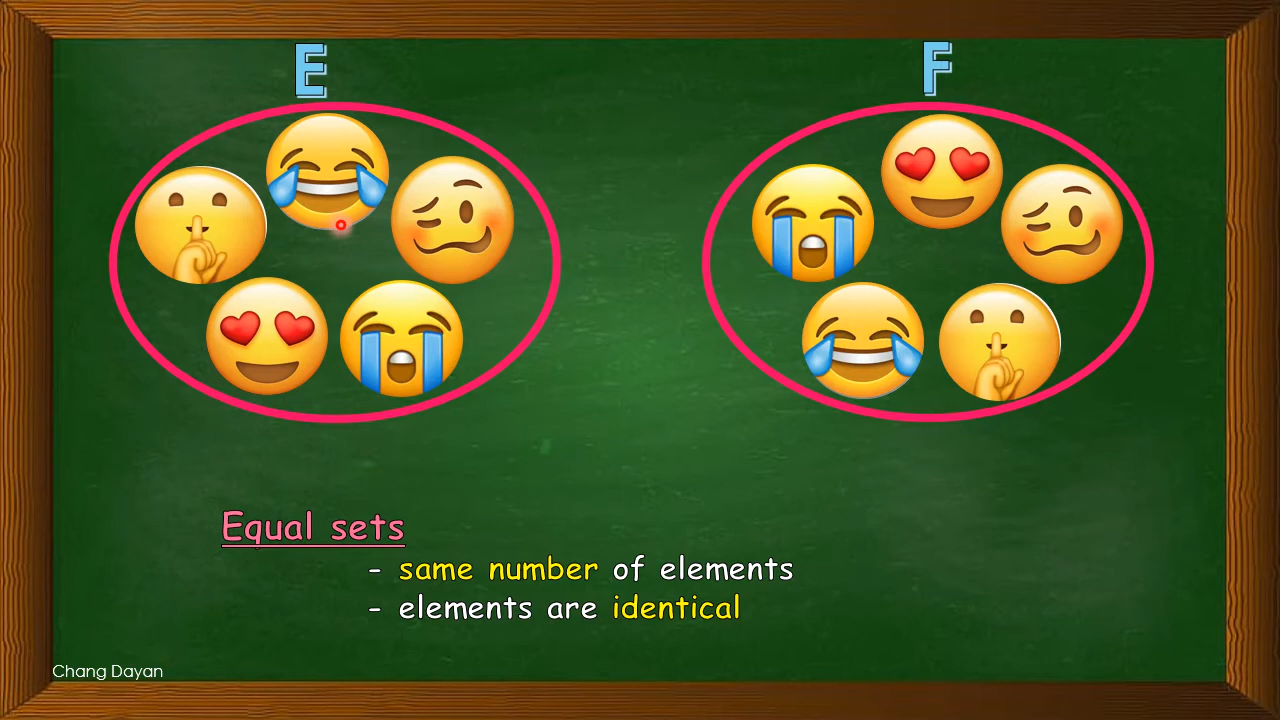 E
F
Equal sets
- same number of elements
- elements are identical
Chang Dayan